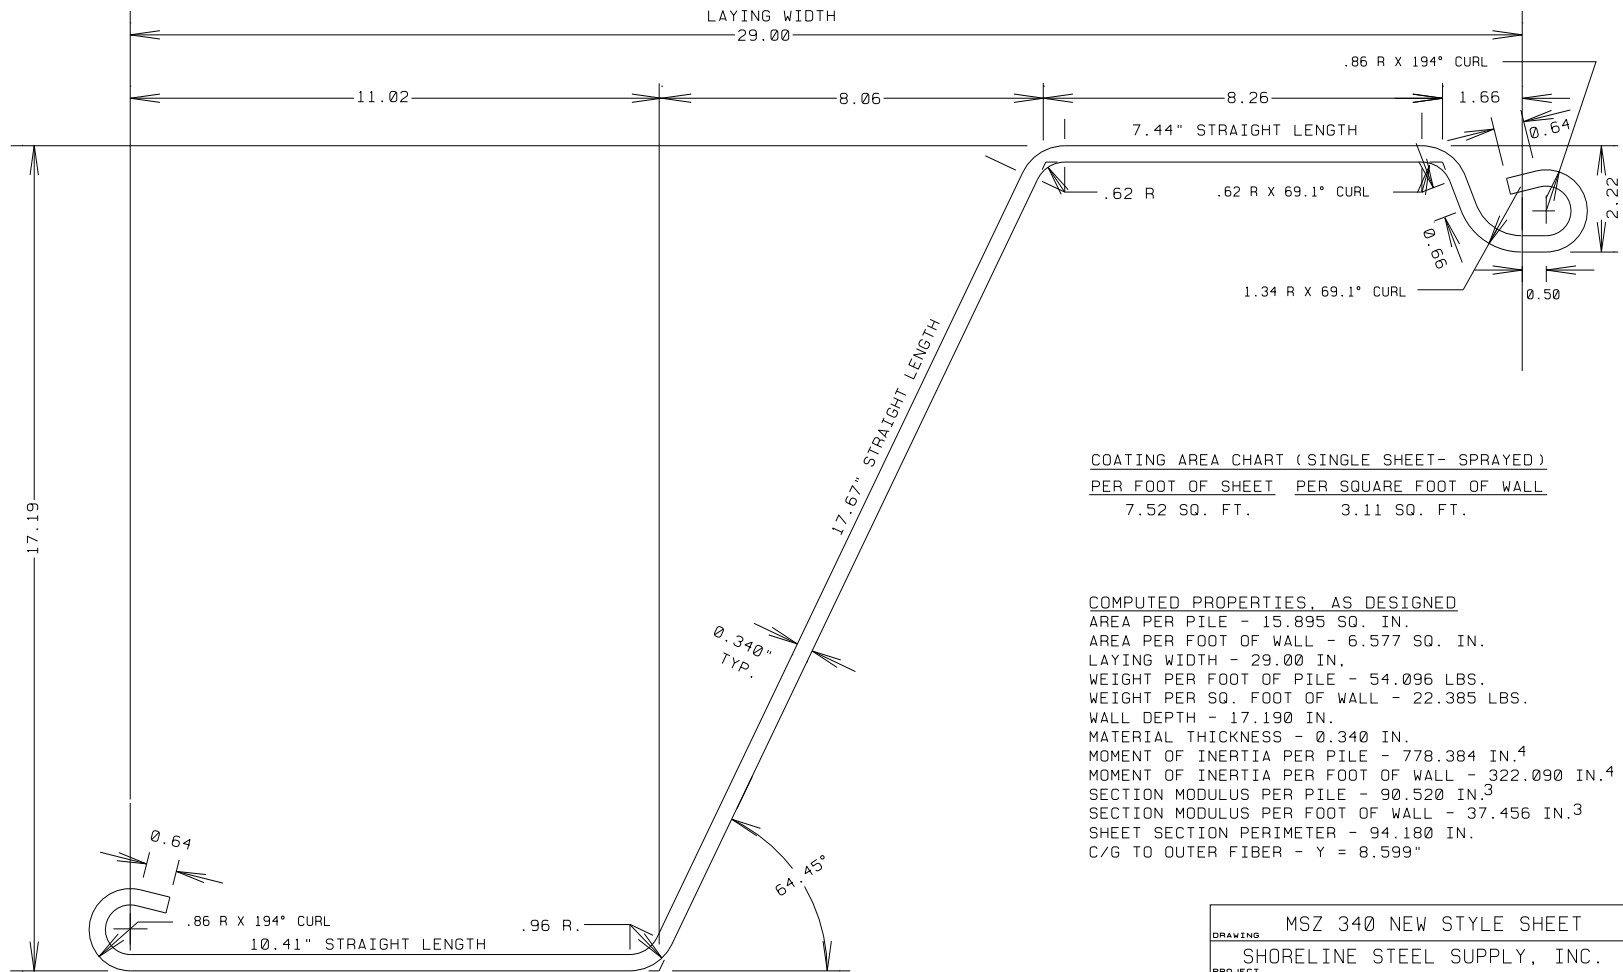 LAYING WIDTH
29.00
.86 R X 194° CURL
11.02
8.06
8.26
1.66
0.64
7.44" STRAIGHT LENGTH
.62 R
.62 R X 69.1° CURL
2.22
0.66
1.34 R X 69.1° CURL
0.50
17.19
17.67" STRAIGHT LENGTH
COATING AREA CHART (SINGLE SHEET- SPRAYED)
PER FOOT OF SHEET PER SQUARE FOOT OF WALL
7.52 SQ. FT. 3.11 SQ. FT.
0.340"
TYP.
COMPUTED PROPERTIES, AS DESIGNED
AREA PER PILE - 15.895 SQ. IN.
AREA PER FOOT OF WALL - 6.577 SQ. IN.
LAYING WIDTH - 29.00 IN.
WEIGHT PER FOOT OF PILE - 54.096 LBS.
WEIGHT PER SQ. FOOT OF WALL - 22.385 LBS.
WALL DEPTH - 17.190 IN.
MATERIAL THICKNESS - 0.340 IN.
MOMENT OF INERTIA PER PILE - 778.384 IN.⁴
MOMENT OF INERTIA PER FOOT OF WALL - 322.090 IN.⁴
SECTION MODULUS PER PILE - 90.520 IN.³
SECTION MODULUS PER FOOT OF WALL - 37.456 IN.³
SHEET SECTION PERIMETER - 94.180 IN.
C/G TO OUTER FIBER - Y = 8.599"
0.64
64.45°
.86 R X 194° CURL
.96 R.
10.41" STRAIGHT LENGTH
DRAWING MSZ 340 NEW STYLE SHEET
SHORELINE STEEL SUPPLY, INC.
PROJECT